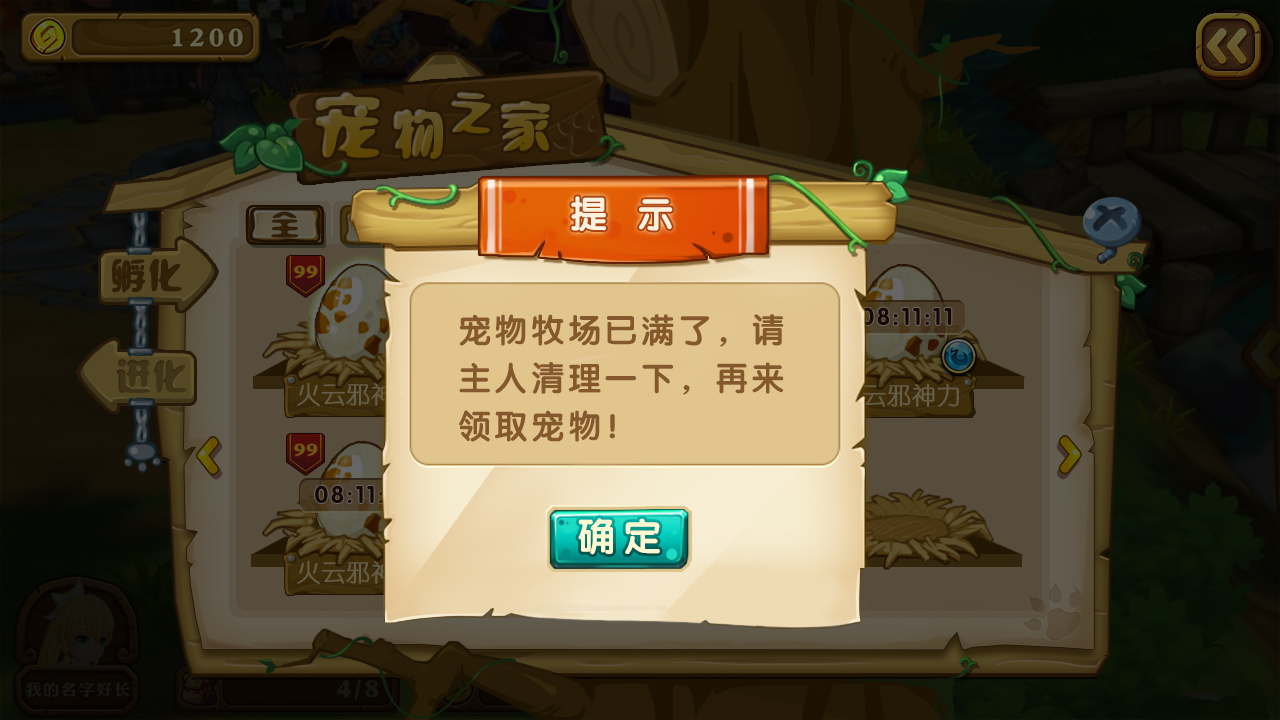 1200
宠物之家
提 示
全
孵化
99
08:11:11
宠物牧场已满了，请
主人清理一下，再来
领取宠物！
进化
火云邪神
云邪神力
99
08:11:
确定
火云邪神
我的名字好长
4/8